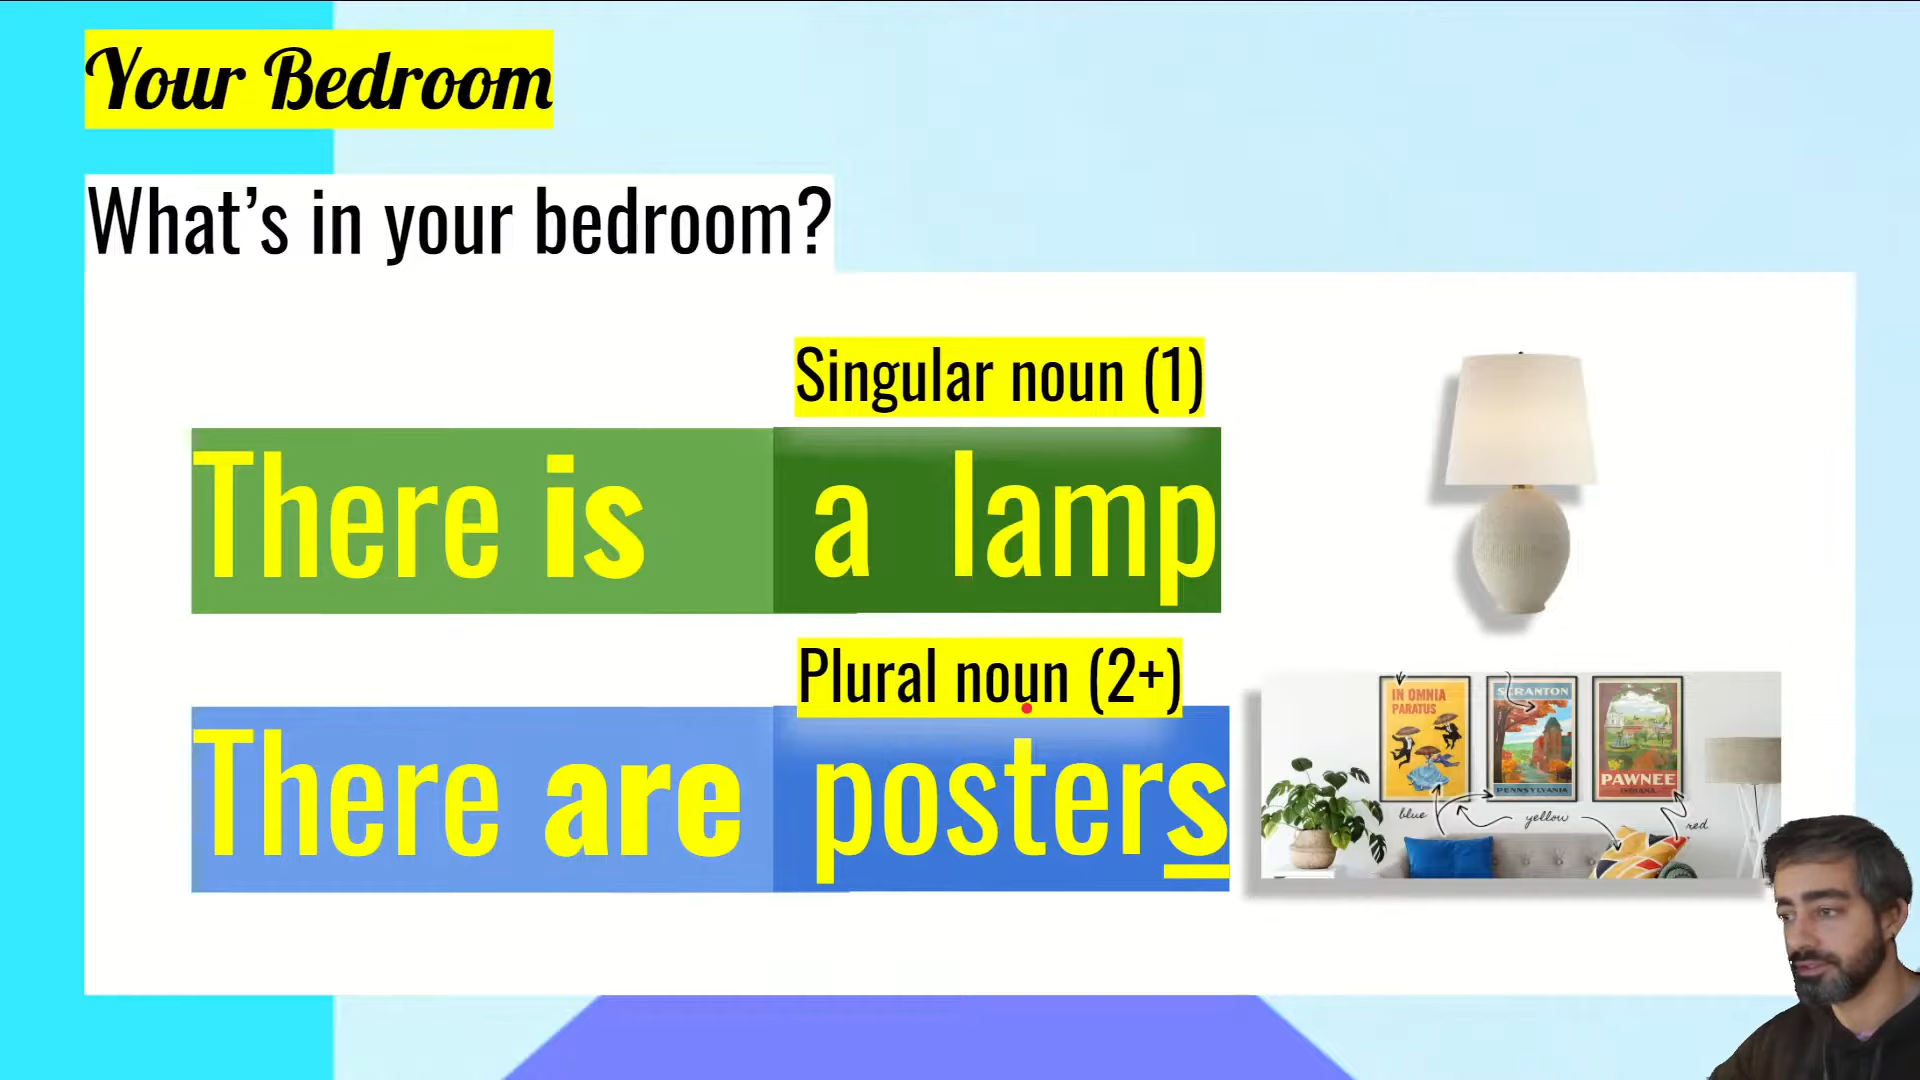 Your Bedroom
What's in your bedroom?
Singular noun (1)
There is a lamp
Plural noun (2+)
There are posters
IN OMNIA
PARATUS
SCRANTON
PENNSYLVANIA
PAWNEE
INDIANA
blue
yellow
red